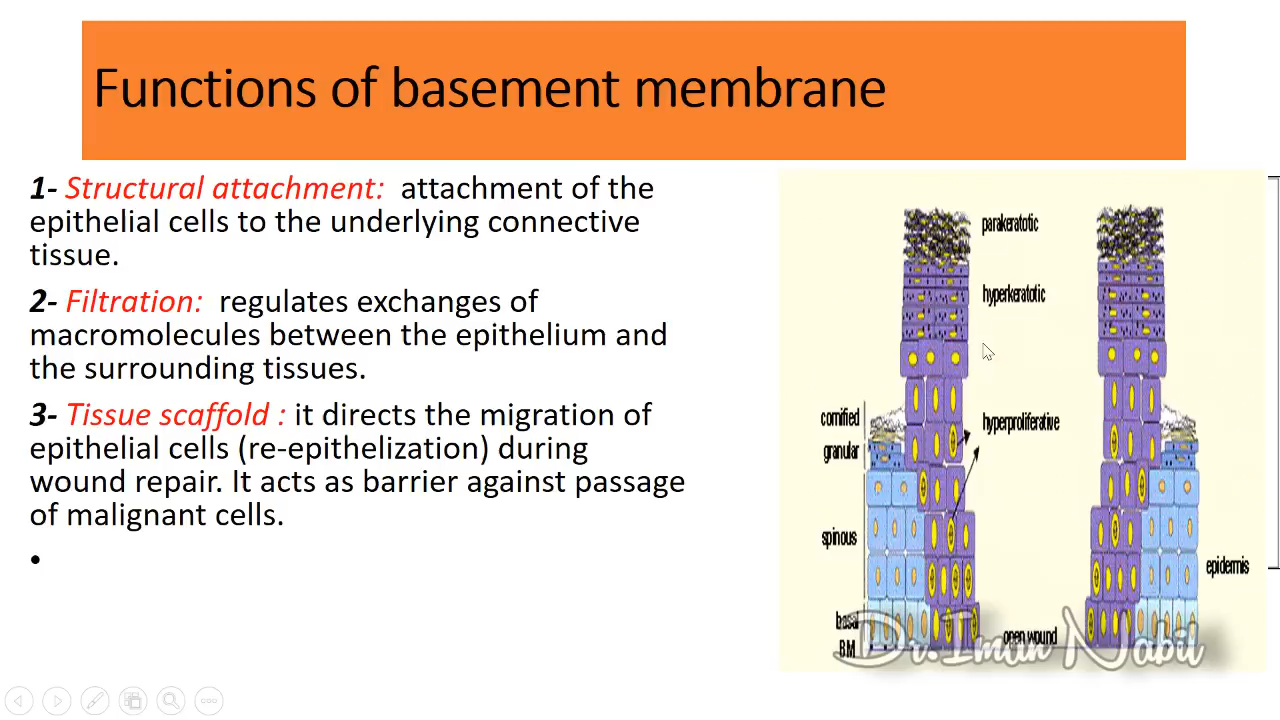 Functions of basement membrane
1- Structural attachment: attachment of the
epithelial cells to the underlying connective
tissue.
2- Filtration: regulates exchanges of
macromolecules between the epithelium and
the surrounding tissues.
3- Tissue scaffold : it directs the migration of
epithelial cells (re-epithelization) during
wound repair. It acts as barrier against passage
of malignant cells.
•
parakeratotic
hyperkeratotic
cornified
hyperproliferative
granular
spinous
epidermis
basal
open wound
BM
Dr.Iman Nabil